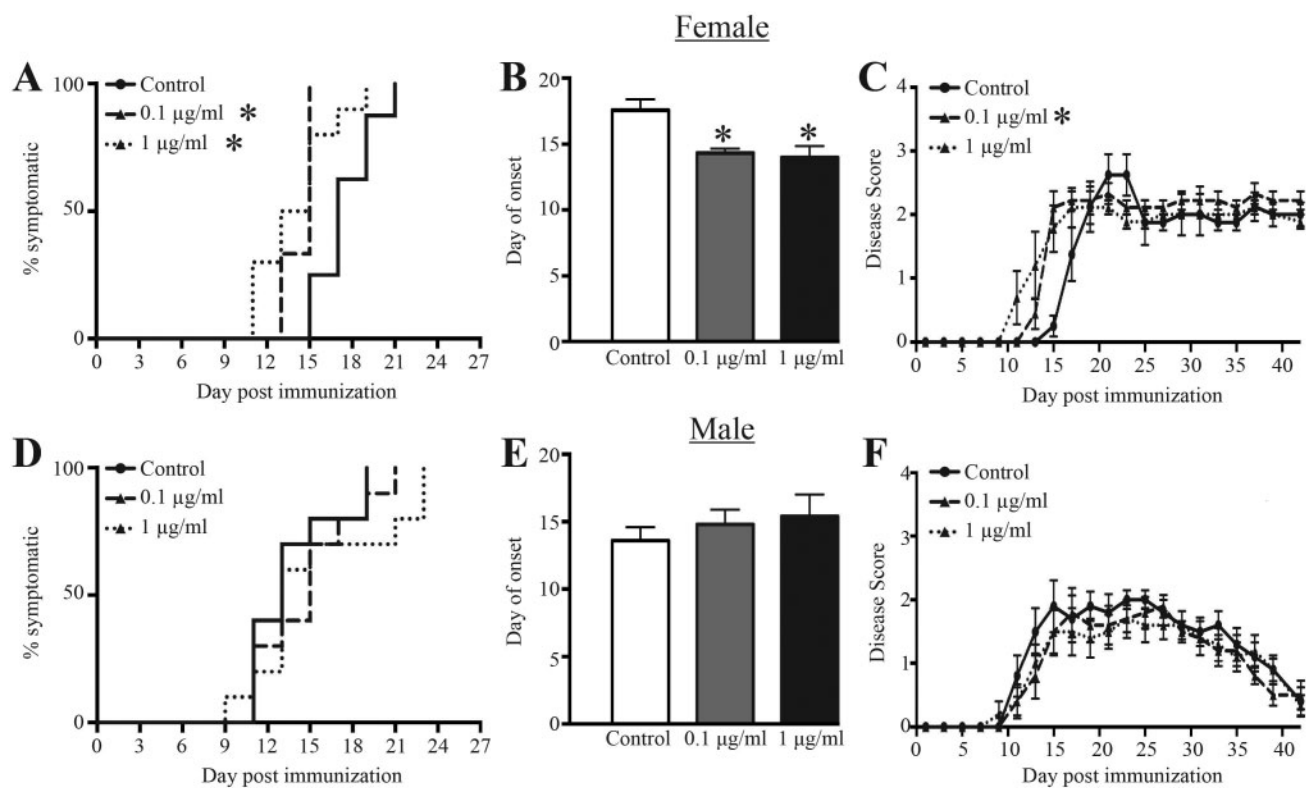 Female
A
Control
0.1 µg/ml *
1 µg/ml *
% symptomatic
100
50
0
0 3 6 9 12 15 18 21 24 27
Day post immunization
B
Day of onset
20
15
10
5
0
* *
Control 0.1 µg/ml 1 µg/ml
C
Control
0.1 µg/ml *
1 µg/ml
Disease Score
4
3
2
1
0
0 5 10 15 20 25 30 35 40
Day post immunization
Male
D
Control
0.1 µg/ml
1 µg/ml
% symptomatic
100
50
0
0 3 6 9 12 15 18 21 24 27
Day post immunization
E
Day of onset
20
15
10
5
0
Control 0.1 µg/ml 1 µg/ml
F
Control
0.1 µg/ml
1 µg/ml
Disease Score
4
3
2
1
0
0 5 10 15 20 25 30 35 40
Day post immunization